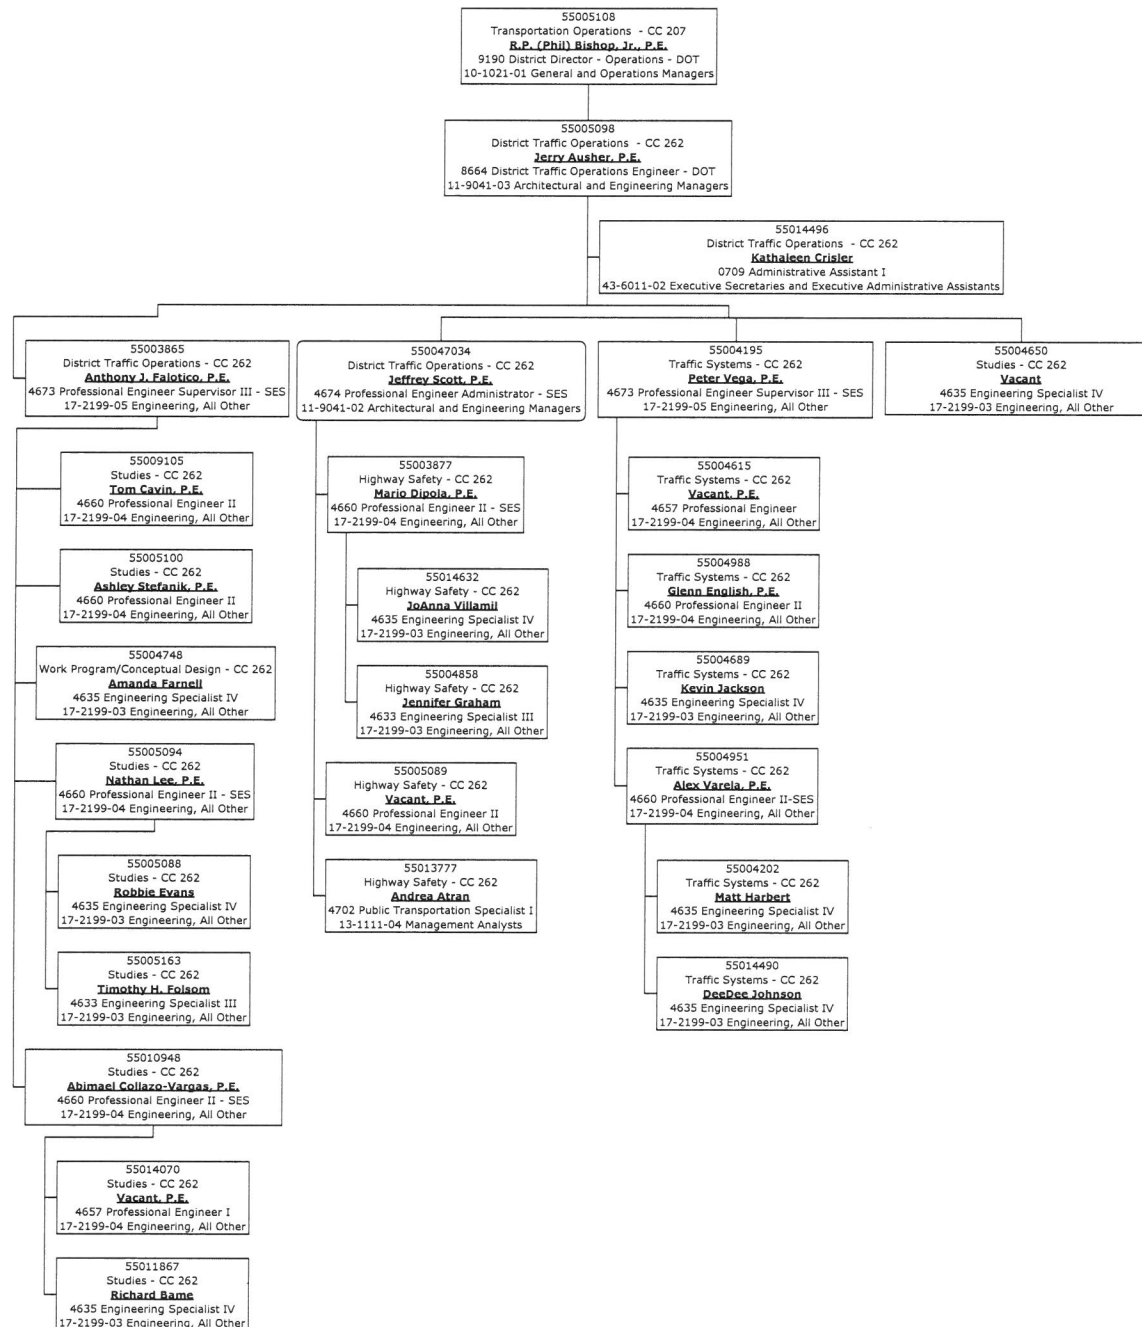 55005108
Transportation Operations - CC 207
R.P. (Phil) Bishop, Jr., P.E.
9190 District Director - Operations - DOT
10-1021-01 General and Operations Managers
55005098
District Traffic Operations - CC 262
Jerry Ausher, P.E.
8664 District Traffic Operations Engineer - DOT
11-9041-03 Architectural and Engineering Managers
55014496
District Traffic Operations - CC 262
Kathaleen Crisler
0709 Administrative Assistant I
43-6011-02 Executive Secretaries and Executive Administrative Assistants
55003865
District Traffic Operations - CC 262
Anthony J. Falotico, P.E.
4673 Professional Engineer Supervisor III - SES
17-2199-05 Engineering, All Other
550047034
District Traffic Operations - CC 262
Jeffrey Scott, P.E.
4674 Professional Engineer Administrator - SES
11-9041-02 Architectural and Engineering Managers
55004195
Traffic Systems - CC 262
Peter Vega, P.E.
4673 Professional Engineer Supervisor III - SES
17-2199-05 Engineering, All Other
55004650
Studies - CC 262
Vacant
4635 Engineering Specialist IV
17-2199-03 Engineering, All Other
55009105
Studies - CC 262
Tom Cavin, P.E.
4660 Professional Engineer II
17-2199-04 Engineering, All Other
55005100
Studies - CC 262
Ashley Stefanik, P.E.
4660 Professional Engineer II
17-2199-04 Engineering, All Other
55004748
Work Program/Conceptual Design - CC 262
Amanda Farnell
4635 Engineering Specialist IV
17-2199-03 Engineering, All Other
55005094
Studies - CC 262
Nathan Lee, P.E.
4660 Professional Engineer II - SES
17-2199-04 Engineering, All Other
55005088
Studies - CC 262
Robbie Evans
4635 Engineering Specialist IV
17-2199-03 Engineering, All Other
55005163
Studies - CC 262
Timothy H. Folsom
4633 Engineering Specialist III
17-2199-03 Engineering, All Other
55010948
Studies - CC 262
Abimael Collazo-Vargas, P.E.
4660 Professional Engineer II - SES
17-2199-04 Engineering, All Other
55014070
Studies - CC 262
Vacant, P.E.
4657 Professional Engineer I
17-2199-04 Engineering, All Other
55011867
Studies - CC 262
Richard Bame
4635 Engineering Specialist IV
17-2199-03 Engineering, All Other
55003877
Highway Safety - CC 262
Mario Dipola, P.E.
4660 Professional Engineer II - SES
17-2199-04 Engineering, All Other
55014632
Highway Safety - CC 262
JoAnna Villamil
4635 Engineering Specialist IV
17-2199-03 Engineering, All Other
55004858
Highway Safety - CC 262
Jennifer Graham
4633 Engineering Specialist III
17-2199-03 Engineering, All Other
55005089
Highway Safety - CC 262
Vacant, P.E.
4660 Professional Engineer II
17-2199-04 Engineering, All Other
55013777
Highway Safety - CC 262
Andrea Atran
4702 Public Transportation Specialist I
13-1111-04 Management Analysts
55004615
Traffic Systems - CC 262
Vacant, P.E.
4657 Professional Engineer
17-2199-04 Engineering, All Other
55004988
Traffic Systems - CC 262
Glenn English, P.E.
4660 Professional Engineer II
17-2199-04 Engineering, All Other
55004689
Traffic Systems - CC 262
Kevin Jackson
4635 Engineering Specialist IV
17-2199-03 Engineering, All Other
55004951
Traffic Systems - CC 262
Alex Varela, P.E.
4660 Professional Engineer II-SES
17-2199-04 Engineering, All Other
55004202
Traffic Systems - CC 262
Matt Harbert
4635 Engineering Specialist IV
17-2199-03 Engineering, All Other
55014490
Traffic Systems - CC 262
DeeDee Johnson
4635 Engineering Specialist IV
17-2199-03 Engineering, All Other